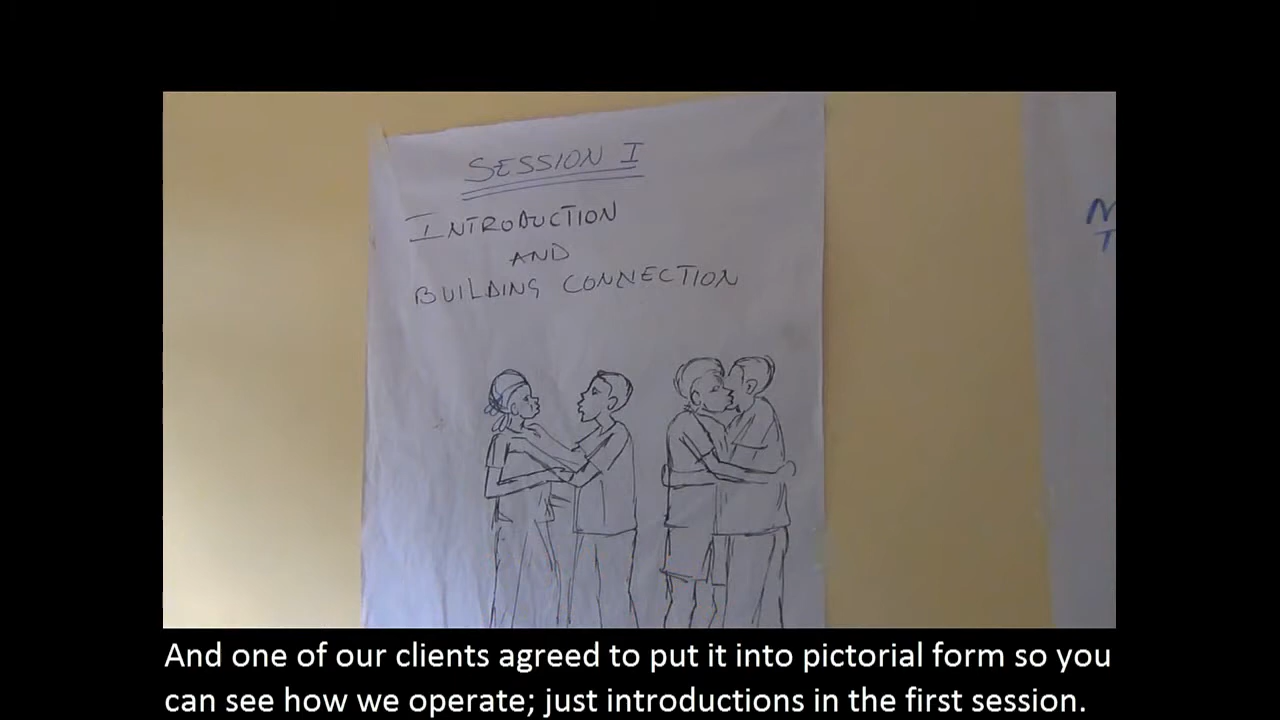 SESSION I
INTRODUCTION
AND
BUILDING CONNECTION
And one of our clients agreed to put it into pictorial form so you
can see how we operate; just introductions in the first session.